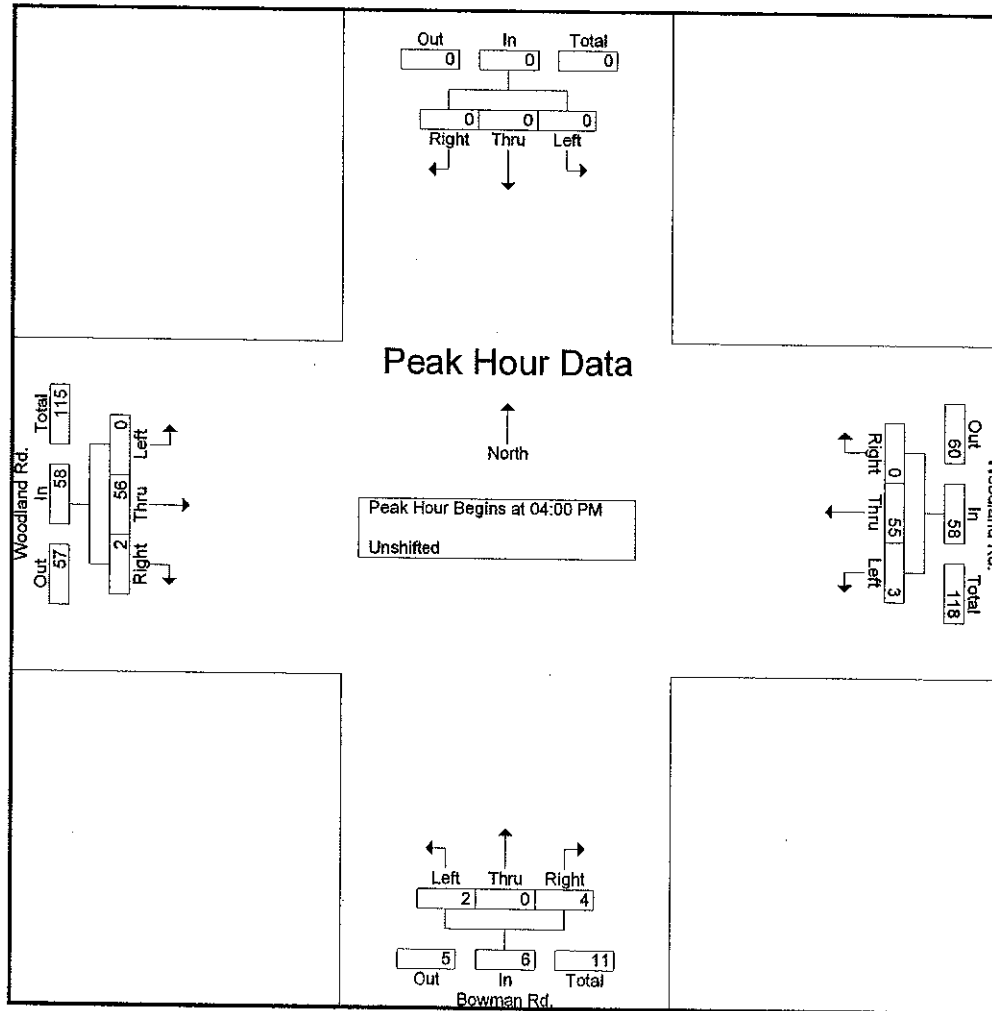 Out In Total
0 0 0
0 0 0
Right Thru Left
Peak Hour Data
North
Peak Hour Begins at 04:00 PM
Unshifted
Woodland Rd.
Out In Total
57 58 115
2 56 0
Right Thru Left
Out In Total
60 58 118
0 55 3
Right Thru Left
Left Thru Right
2 0 4
5 6 11
Out In Total
Bowman Rd.